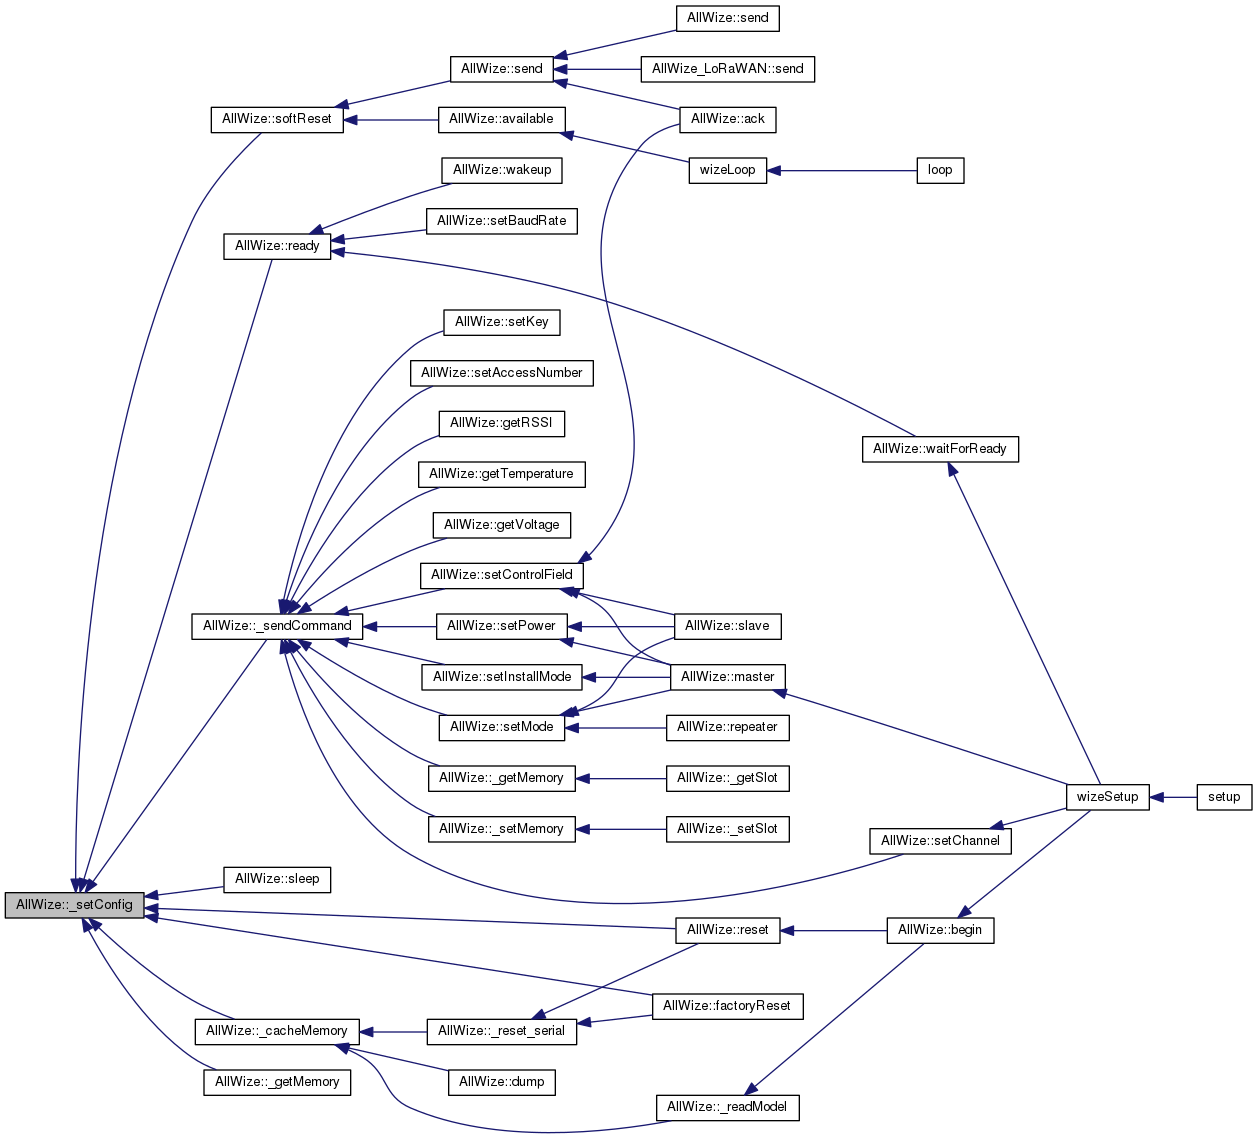 AllWize::send
AllWize::send
AllWize_LoRaWAN::send
AllWize::softReset
AllWize::available
AllWize::ack
AllWize::wakeup
wizeLoop
loop
AllWize::setBaudRate
AllWize::ready
AllWize::setKey
AllWize::setAccessNumber
AllWize::getRSSI
AllWize::waitForReady
AllWize::getTemperature
AllWize::getVoltage
AllWize::setControlField
AllWize::_sendCommand
AllWize::setPower
AllWize::slave
AllWize::setInstallMode
AllWize::master
AllWize::setMode
AllWize::repeater
AllWize::_getMemory
AllWize::_getSlot
wizeSetup
setup
AllWize::_setMemory
AllWize::_setSlot
AllWize::setChannel
AllWize::sleep
AllWize::_setConfig
AllWize::reset
AllWize::begin
AllWize::factoryReset
AllWize::_cacheMemory
AllWize::_reset_serial
AllWize::_getMemory
AllWize::dump
AllWize::_readModel